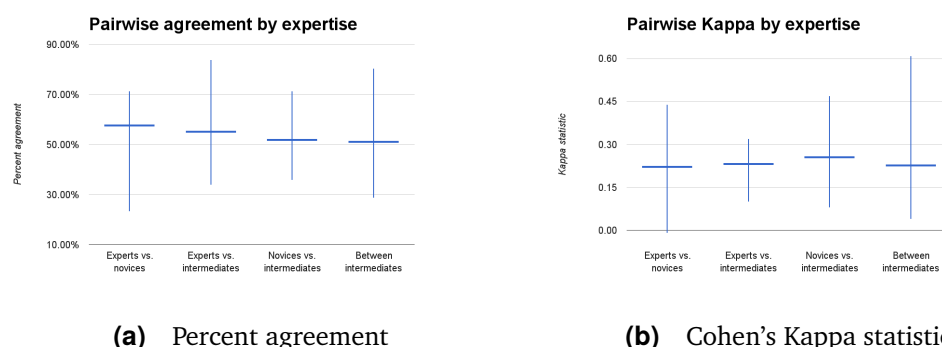 Pairwise agreement by expertise
90.00%
70.00%
50.00%
30.00%
10.00%
Percent agreement
Experts vs. novices
Experts vs. intermediates
Novices vs. intermediates
Between intermediates
(a) Percent agreement
Pairwise Kappa by expertise
0.60
0.45
0.30
0.15
0.00
Kappa statistic
Experts vs. novices
Experts vs. intermediates
Novices vs. intermediates
Between intermediates
(b) Cohen's Kappa statistic